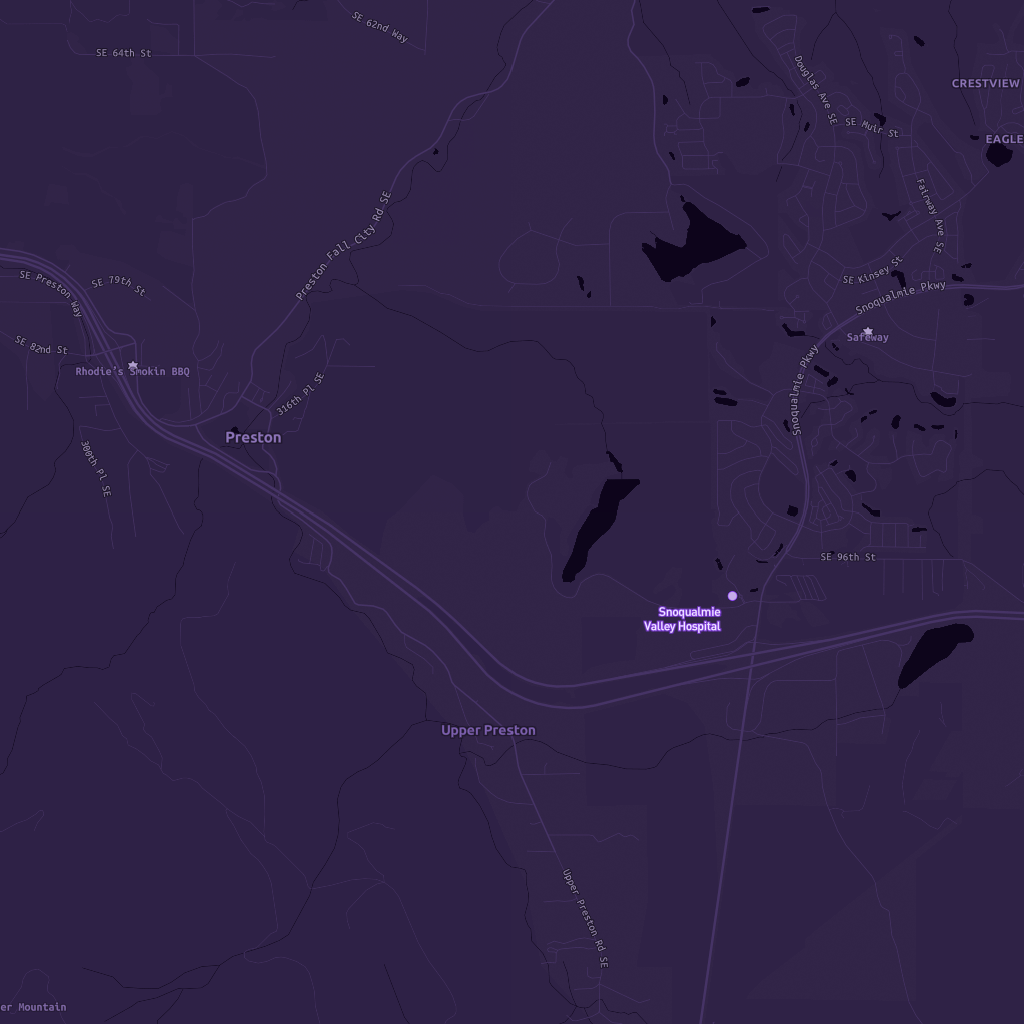 SE 62nd Way
SE 64th St
Douglas Ave SE
CRESTVIEW
SE Muir St
EAGLE
Preston Fall City Rd SE
Fairway Ave SE
SE Preston Way
SE 79th St
SE Kinsey St
Snoqualmie Pkwy
SE 82nd St
Safeway
Rhodie's Smokin BBQ
316th Pl SE
Snoqualmie Pkwy
Preston
300th Pl SE
SE 96th St
Snoqualmie
Valley Hospital
Upper Preston
Upper Preston Rd SE
er Mountain